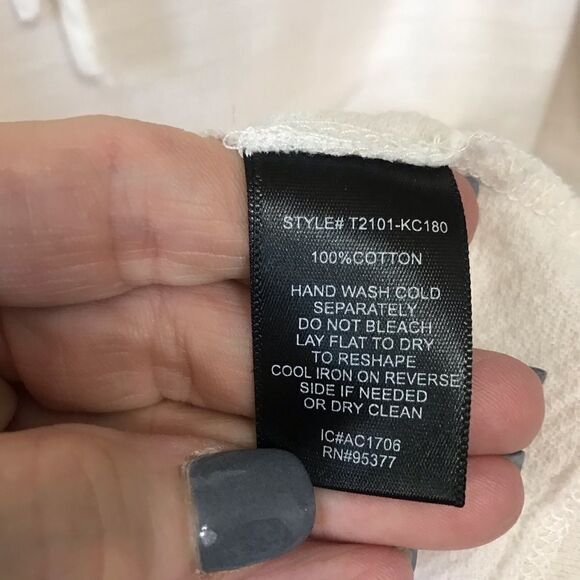 STYLE# T2101-KC180
100%COTTON
HAND WASH COLD
SEPARATELY
DO NOT BLEACH
LAY FLAT TO DRY
TO RESHAPE
COOL IRON ON REVERSE
SIDE IF NEEDED
OR DRY CLEAN
IC#AC1706
RN#95377